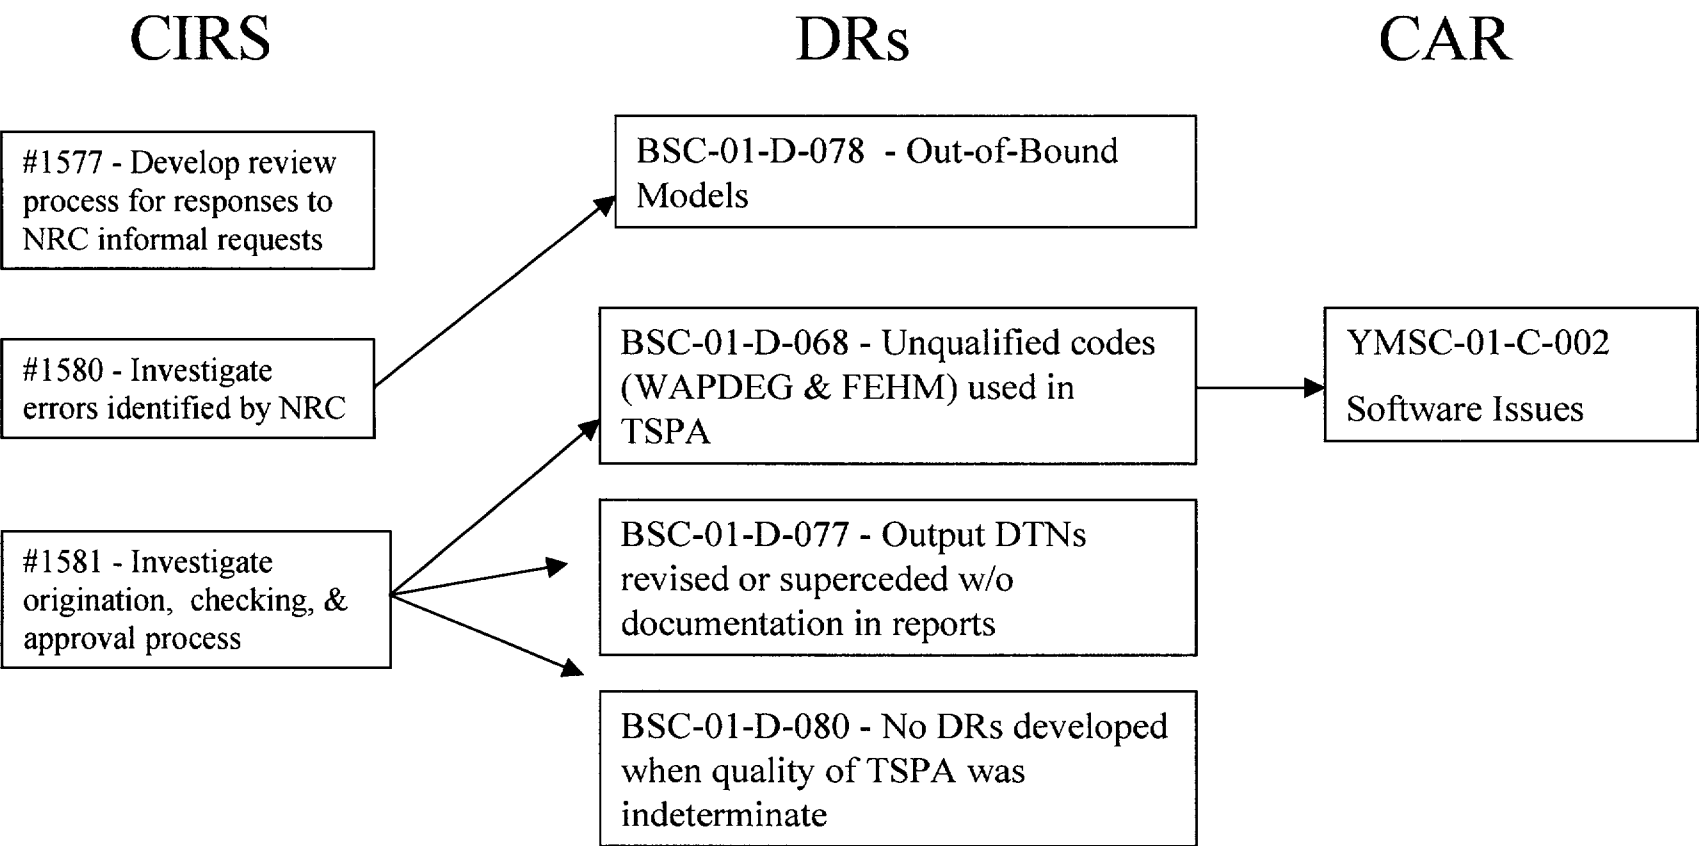 CIRS
DRs
CAR
#1577 - Develop review
process for responses to
NRC informal requests
#1580 - Investigate
errors identified by NRC
#1581 - Investigate
origination, checking, &
approval process
BSC-01-D-078 - Out-of-Bound
Models
BSC-01-D-068 - Unqualified codes
(WAPDEG & FEHM) used in
TSPA
BSC-01-D-077 - Output DTNs
revised or superceded w/o
documentation in reports
BSC-01-D-080 - No DRs developed
when quality of TSPA was
indeterminate
YMSC-01-C-002
Software Issues